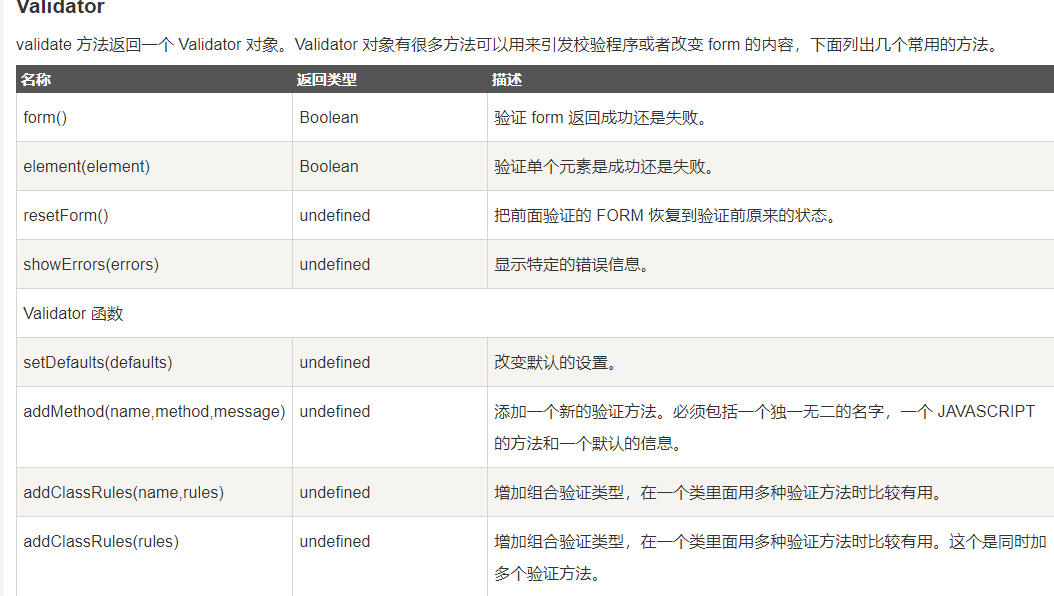 Validator
validate 方法返回一个 Validator 对象。Validator 对象有很多方法可以用来引发校验程序或者改变 form 的内容，下面列出几个常用的方法。
名称 返回类型 描述
form() Boolean 验证 form 返回成功还是失败。
element(element) Boolean 验证单个元素是成功还是失败。
resetForm() undefined 把前面验证的 FORM 恢复到验证前原来的状态。
showErrors(errors) undefined 显示特定的错误信息。
Validator 函数
setDefaults(defaults) undefined 改变默认的设置。
addMethod(name,method,message) undefined 添加一个新的验证方法。必须包括一个独一无二的名字，一个 JAVASCRIPT
的方法和一个默认的信息。
addClassRules(name,rules) undefined 增加组合验证类型，在一个类里面用多种验证方法时比较有用。
addClassRules(rules) undefined 增加组合验证类型，在一个类里面用多种验证方法时比较有用。这个是同时加
多个验证方法。